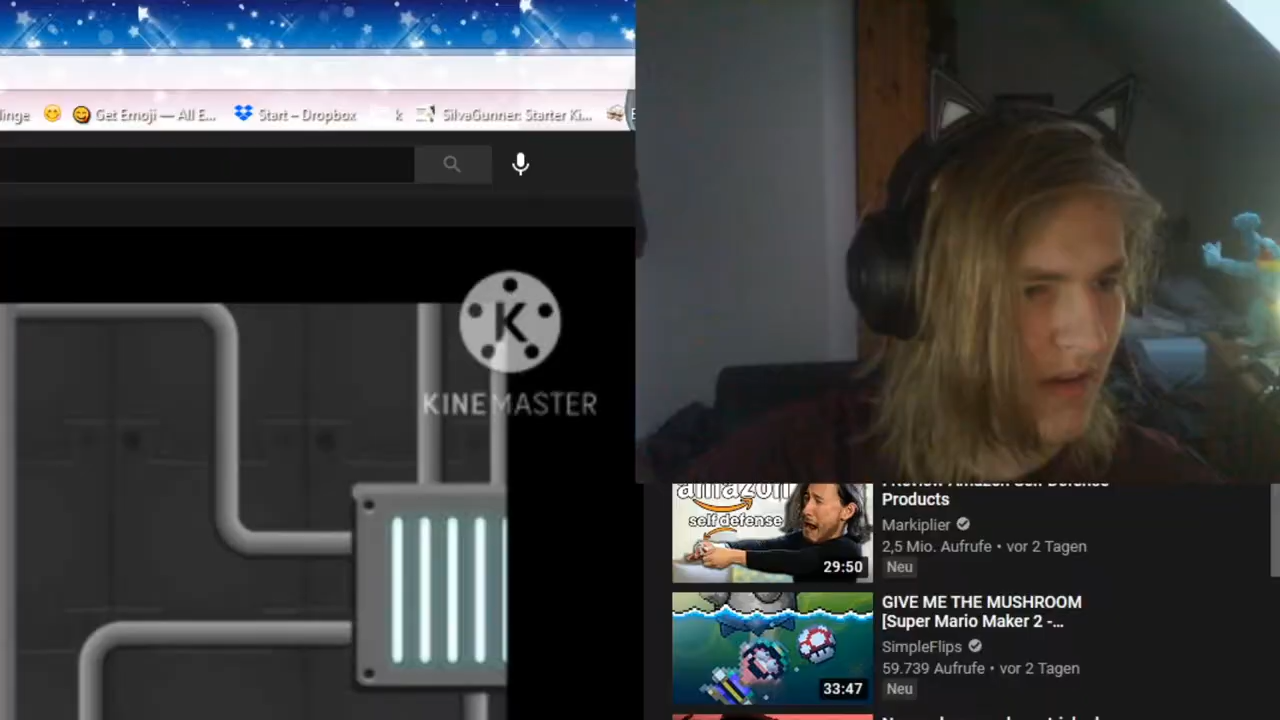 Get Emoji — All E...
Start – Dropbox
k
SilvaGunner: Starter Ki...
K
KINEMASTER
amazon
self defense
29:50
Products
Markiplier
2,5 Mio. Aufrufe • vor 2 Tagen
Neu
33:47
GIVE ME THE MUSHROOM
[Super Mario Maker 2 -...
SimpleFlips
59.739 Aufrufe • vor 2 Tagen
Neu